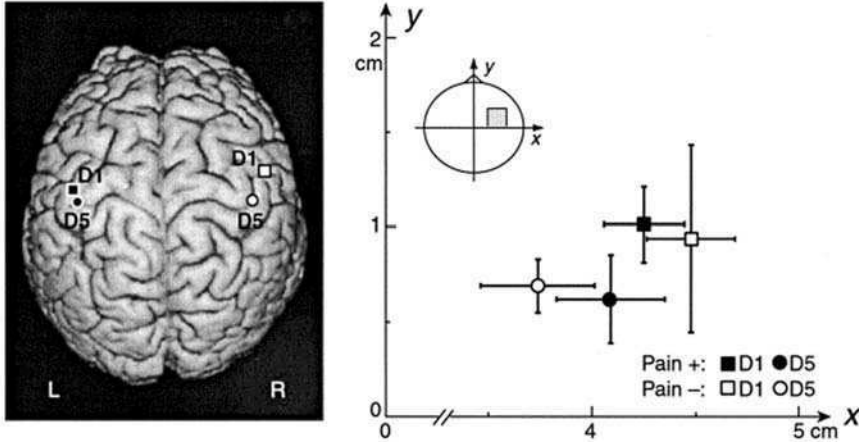 D1
D5
D1
D5
L
R
y
2
cm
y
x
1
Pain +: ■D1 ●D5
Pain –: □D1 ○D5
0
0
4
5 cm
x